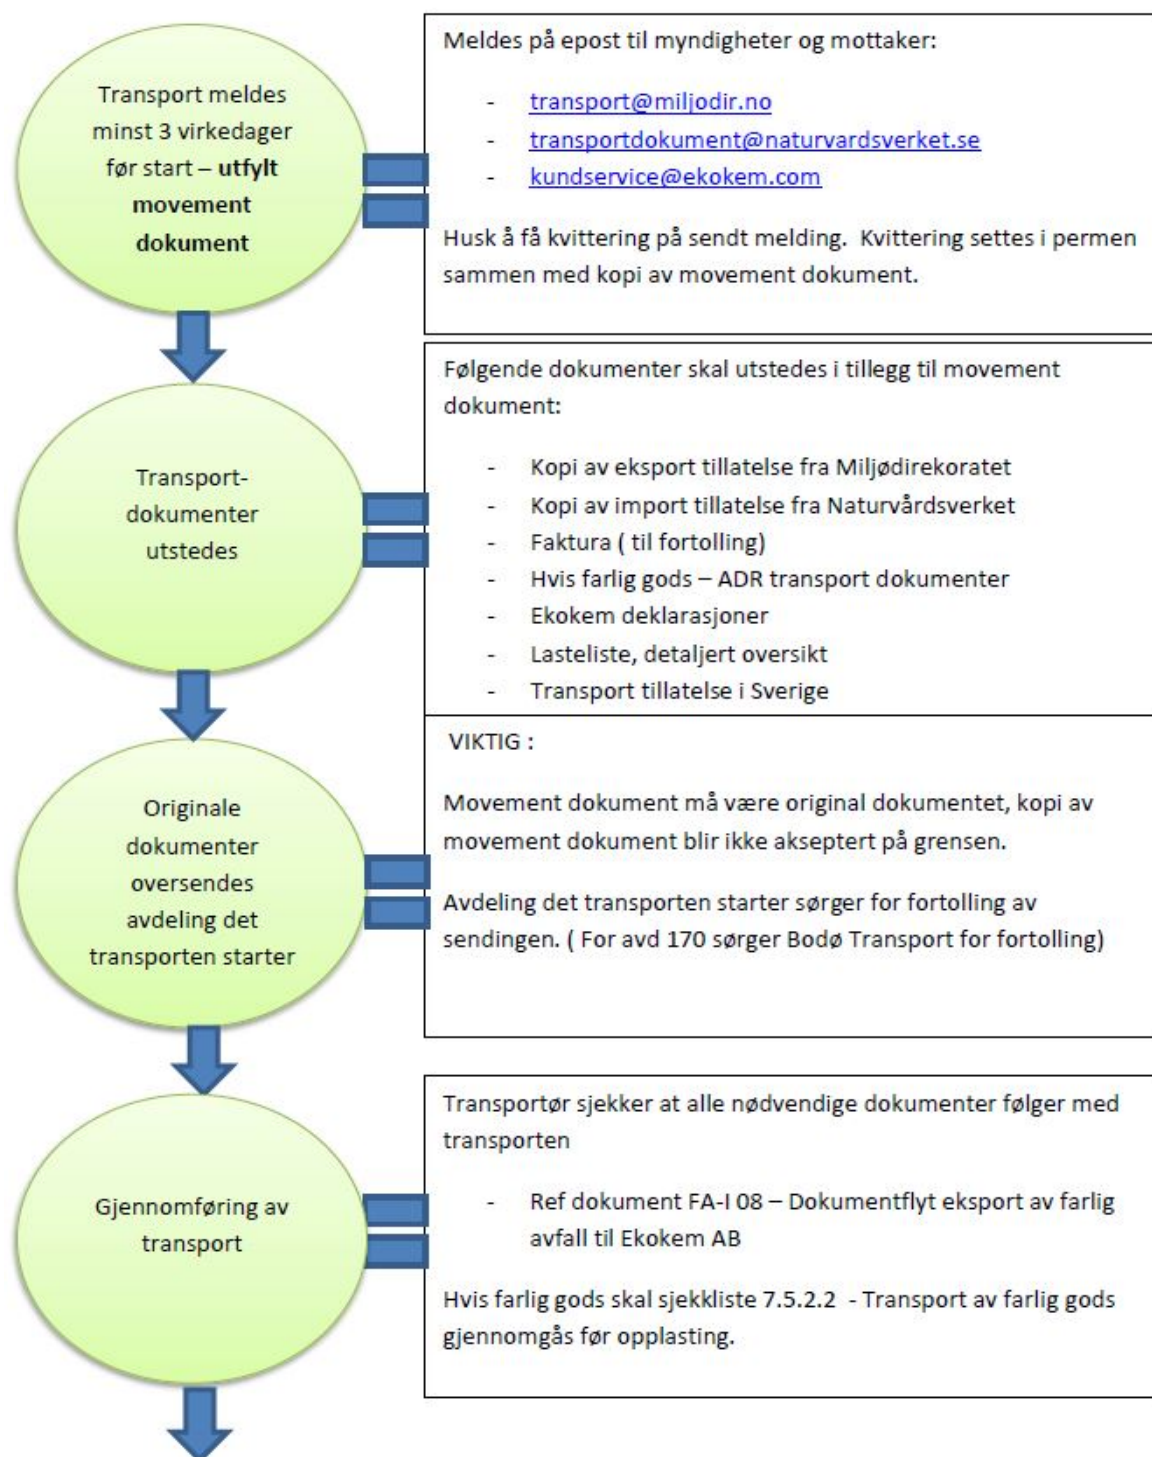 Transport meldes
minst 3 virkedager
før start – utfylt
movement
dokument
Meldes på epost til myndigheter og mottaker:
- transport@miljodir.no
- transportdokument@naturvardsverket.se
- kundservice@ekokem.com
Husk å få kvittering på sendt melding. Kvittering settes i permen
sammen med kopi av movement dokument.
Transport-
dokumenter
utstedes
Følgende dokumenter skal utstedes i tillegg til movement
dokument:
- Kopi av eksport tillatelse fra Miljødirekoratet
- Kopi av import tillatelse fra Naturvårdsverket
- Faktura ( til fortolling)
- Hvis farlig gods – ADR transport dokumenter
- Ekokem deklarasjoner
- Lasteliste, detaljert oversikt
- Transport tillatelse i Sverige
Originale
dokumenter
oversendes
avdeling det
transporten starter
VIKTIG :
Movement dokument må være original dokumentet, kopi av
movement dokument blir ikke akseptert på grensen.
Avdeling det transporten starter sørger for fortolling av
sendingen. ( For avd 170 sørger Bodø Transport for fortolling)
Gjennomføring av
transport
Transportør sjekker at alle nødvendige dokumenter følger med
transporten
- Ref dokument FA-I 08 – Dokumentflyt eksport av farlig
avfall til Ekokem AB
Hvis farlig gods skal sjekkliste 7.5.2.2 - Transport av farlig gods
gjennomgås før opplasting.